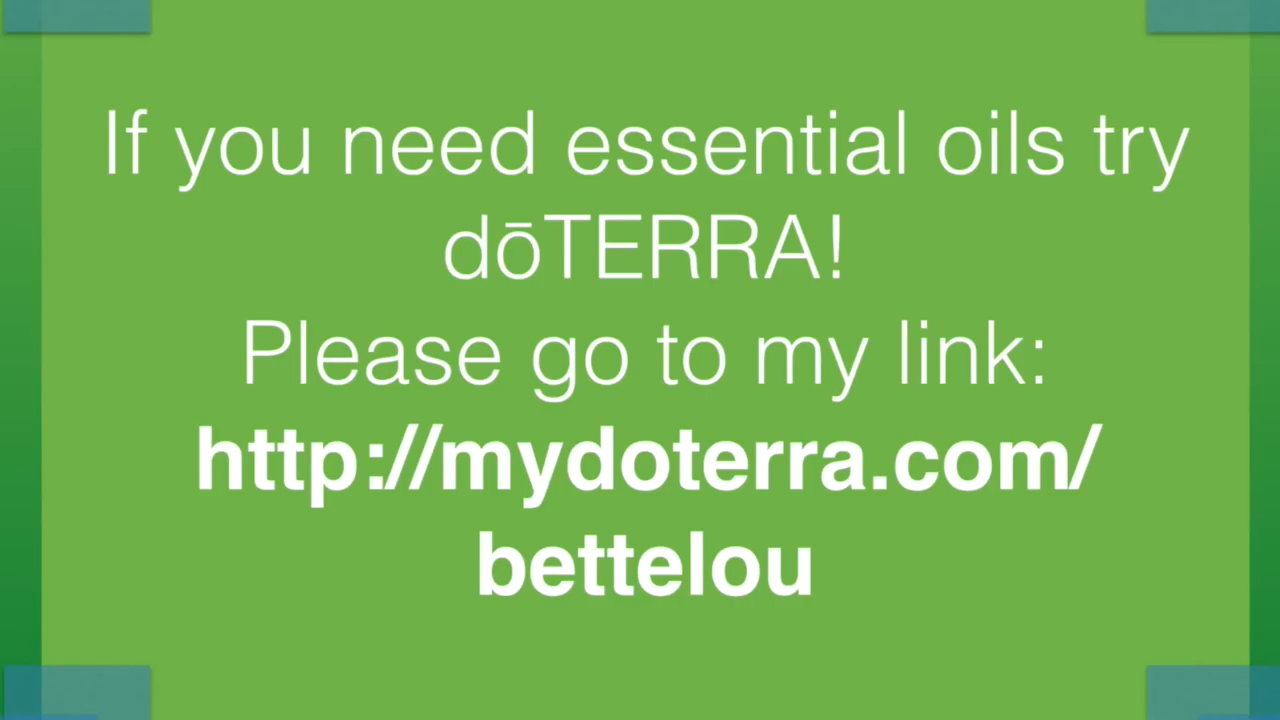 If you need essential oils try
dōTERRA!
Please go to my link:
http://mydoterra.com/
bettelou